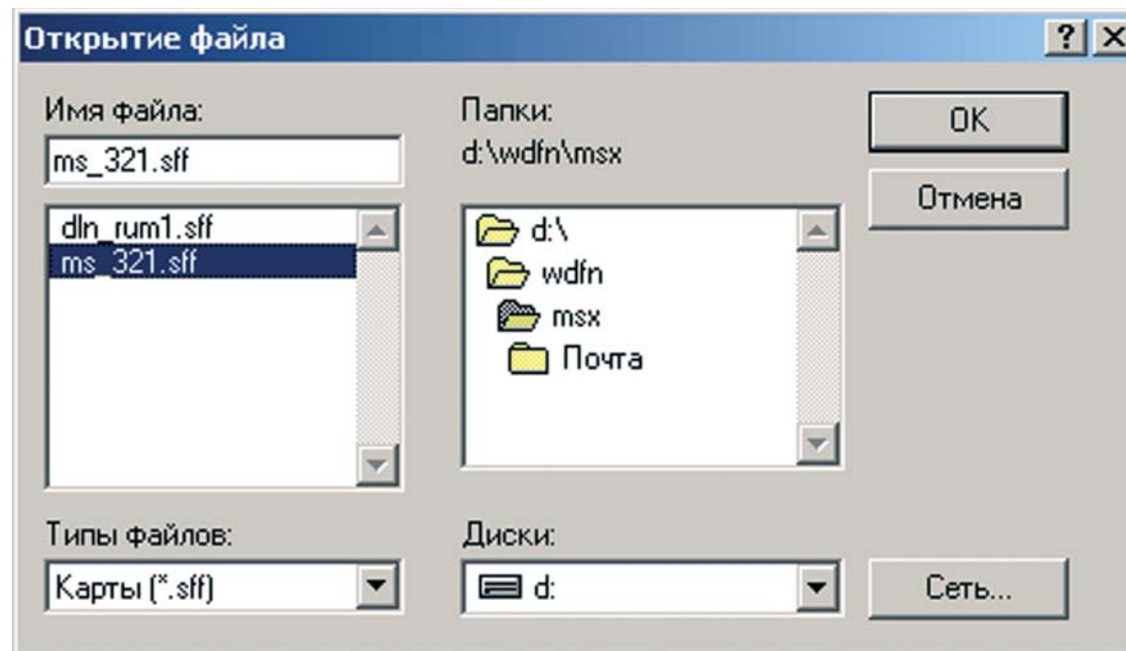 Открытие файла
Имя файла:
ms_321.sff
dln_rum1.sff
ms_321.sff
Типы файлов:
Карты (*.sff)
Папки:
d:\wdfn\msx
d:\
wdfn
msx
Почта
Диски:
d:
OK
Отмена
Сеть...